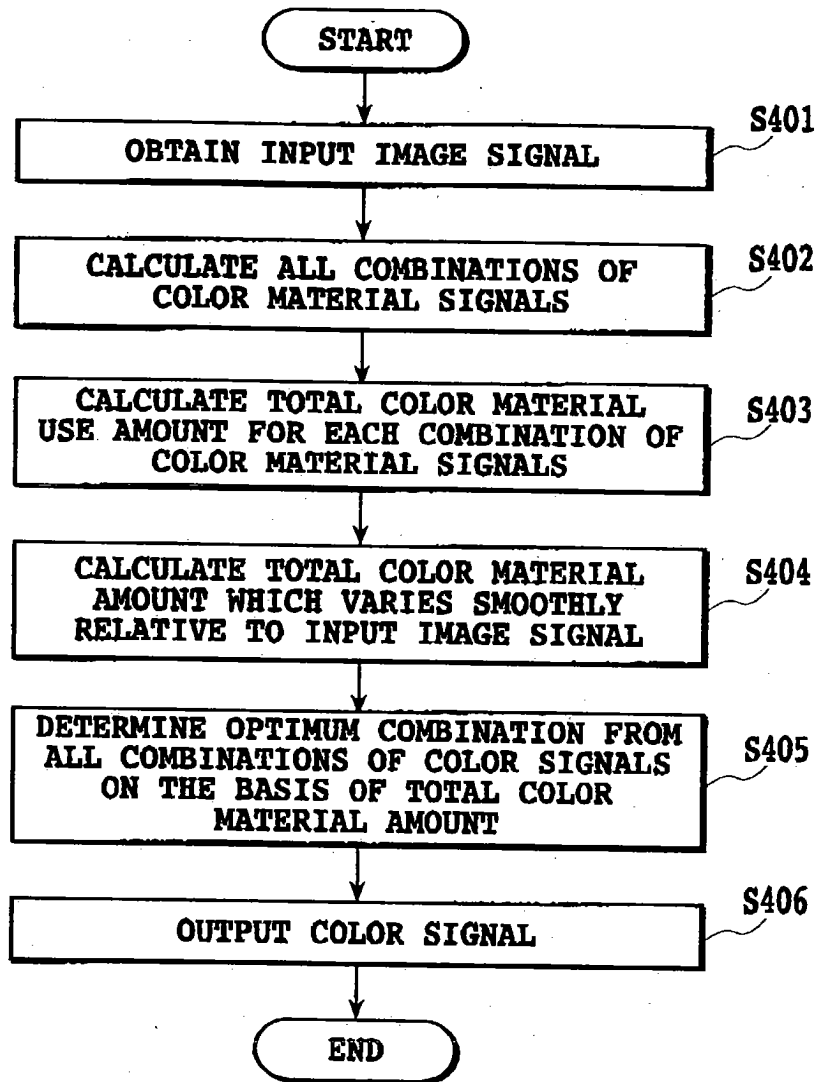 START
S401
OBTAIN INPUT IMAGE SIGNAL
S402
CALCULATE ALL COMBINATIONS OF
COLOR MATERIAL SIGNALS
S403
CALCULATE TOTAL COLOR MATERIAL
USE AMOUNT FOR EACH COMBINATION OF
COLOR MATERIAL SIGNALS
S404
CALCULATE TOTAL COLOR MATERIAL
AMOUNT WHICH VARIES SMOOTHLY
RELATIVE TO INPUT IMAGE SIGNAL
S405
DETERMINE OPTIMUM COMBINATION FROM
ALL COMBINATIONS OF COLOR SIGNALS
ON THE BASIS OF TOTAL COLOR
MATERIAL AMOUNT
S406
OUTPUT COLOR SIGNAL
END